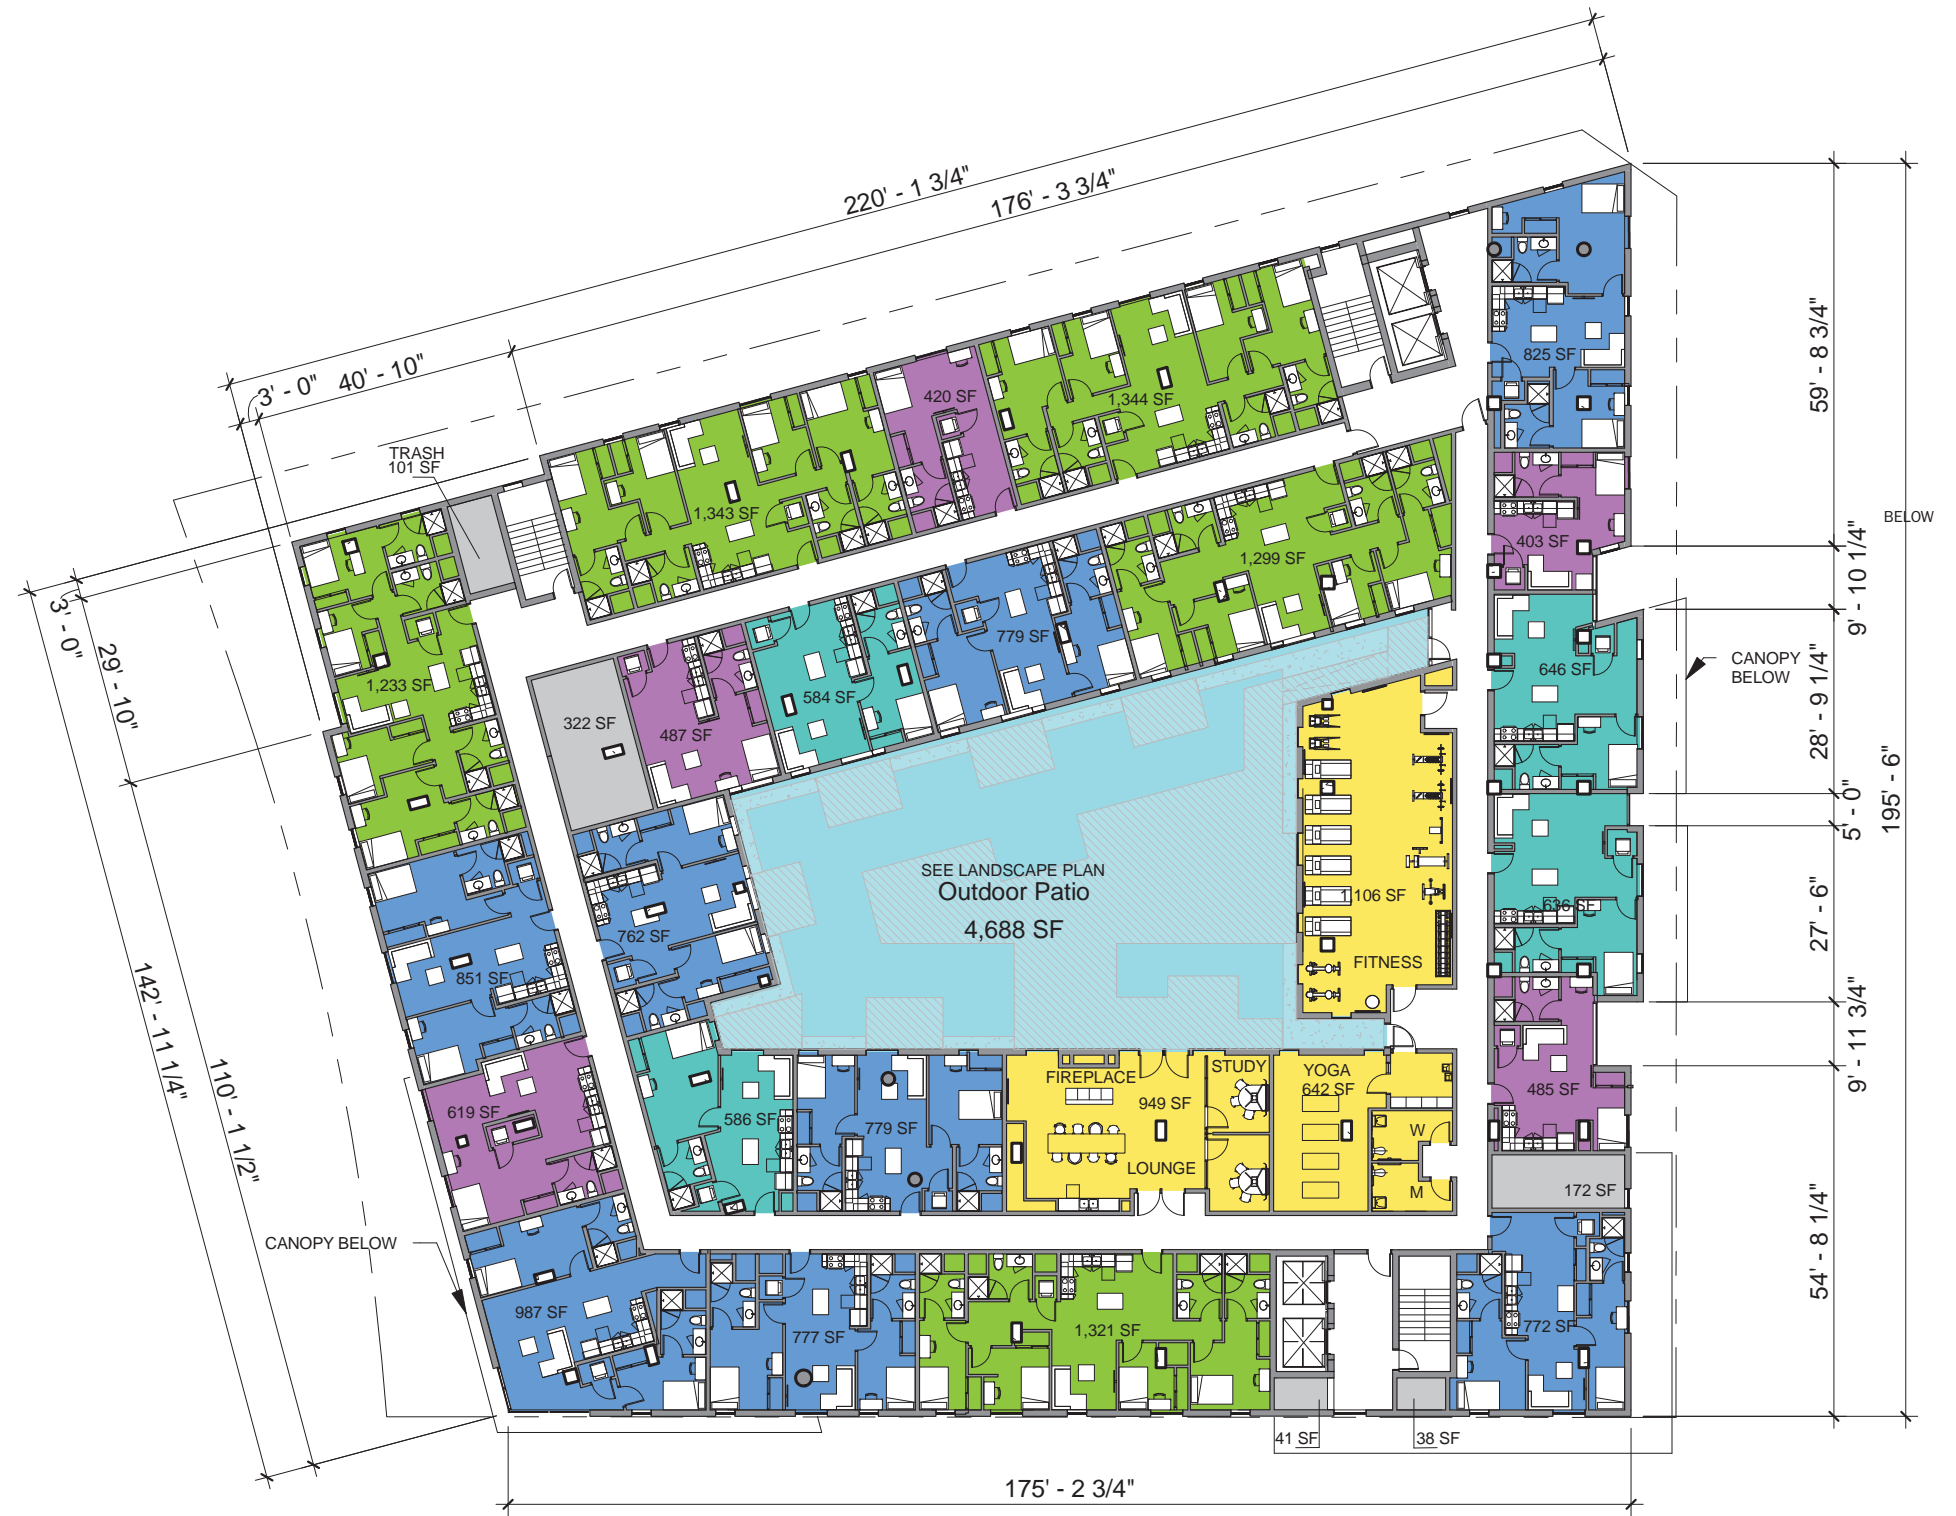 220' - 1 3/4"
176' - 3 3/4"
3' - 0"
40' - 10"
TRASH
101 SF
420 SF
1,344 SF
825 SF
59' - 8 3/4"
1,343 SF
403 SF
BELOW
9' - 10 1/4"
1,299 SF
3' - 0"
29' - 10"
1,233 SF
779 SF
584 SF
487 SF
322 SF
646 SF
CANOPY
BELOW
28' - 9 1/4"
195' - 6"
5' - 0"
SEE LANDSCAPE PLAN
Outdoor Patio
4,688 SF
1,106 SF
FITNESS
636 SF
27' - 6"
762 SF
851 SF
142' - 11 1/4"
110' - 1 1/2"
9' - 11 3/4"
619 SF
586 SF
779 SF
FIREPLACE
949 SF
LOUNGE
STUDY
YOGA
642 SF
W
M
485 SF
172 SF
54' - 8 1/4"
CANOPY BELOW
987 SF
777 SF
1,321 SF
772 SF
41 SF
38 SF
175' - 2 3/4"